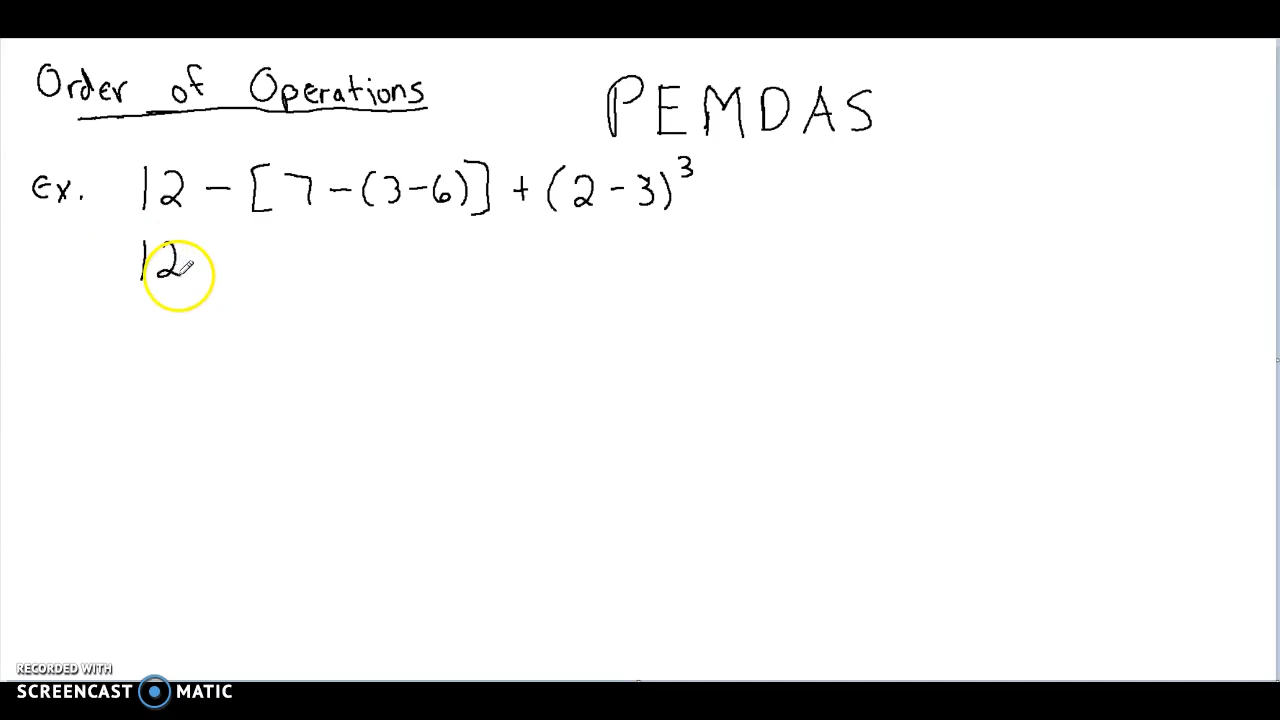 Order of Operations
PEMDAS
Ex. 12 - [7 - (3-6)] + (2-3)³
12
RECORDED WITH
SCREENCAST MATIC